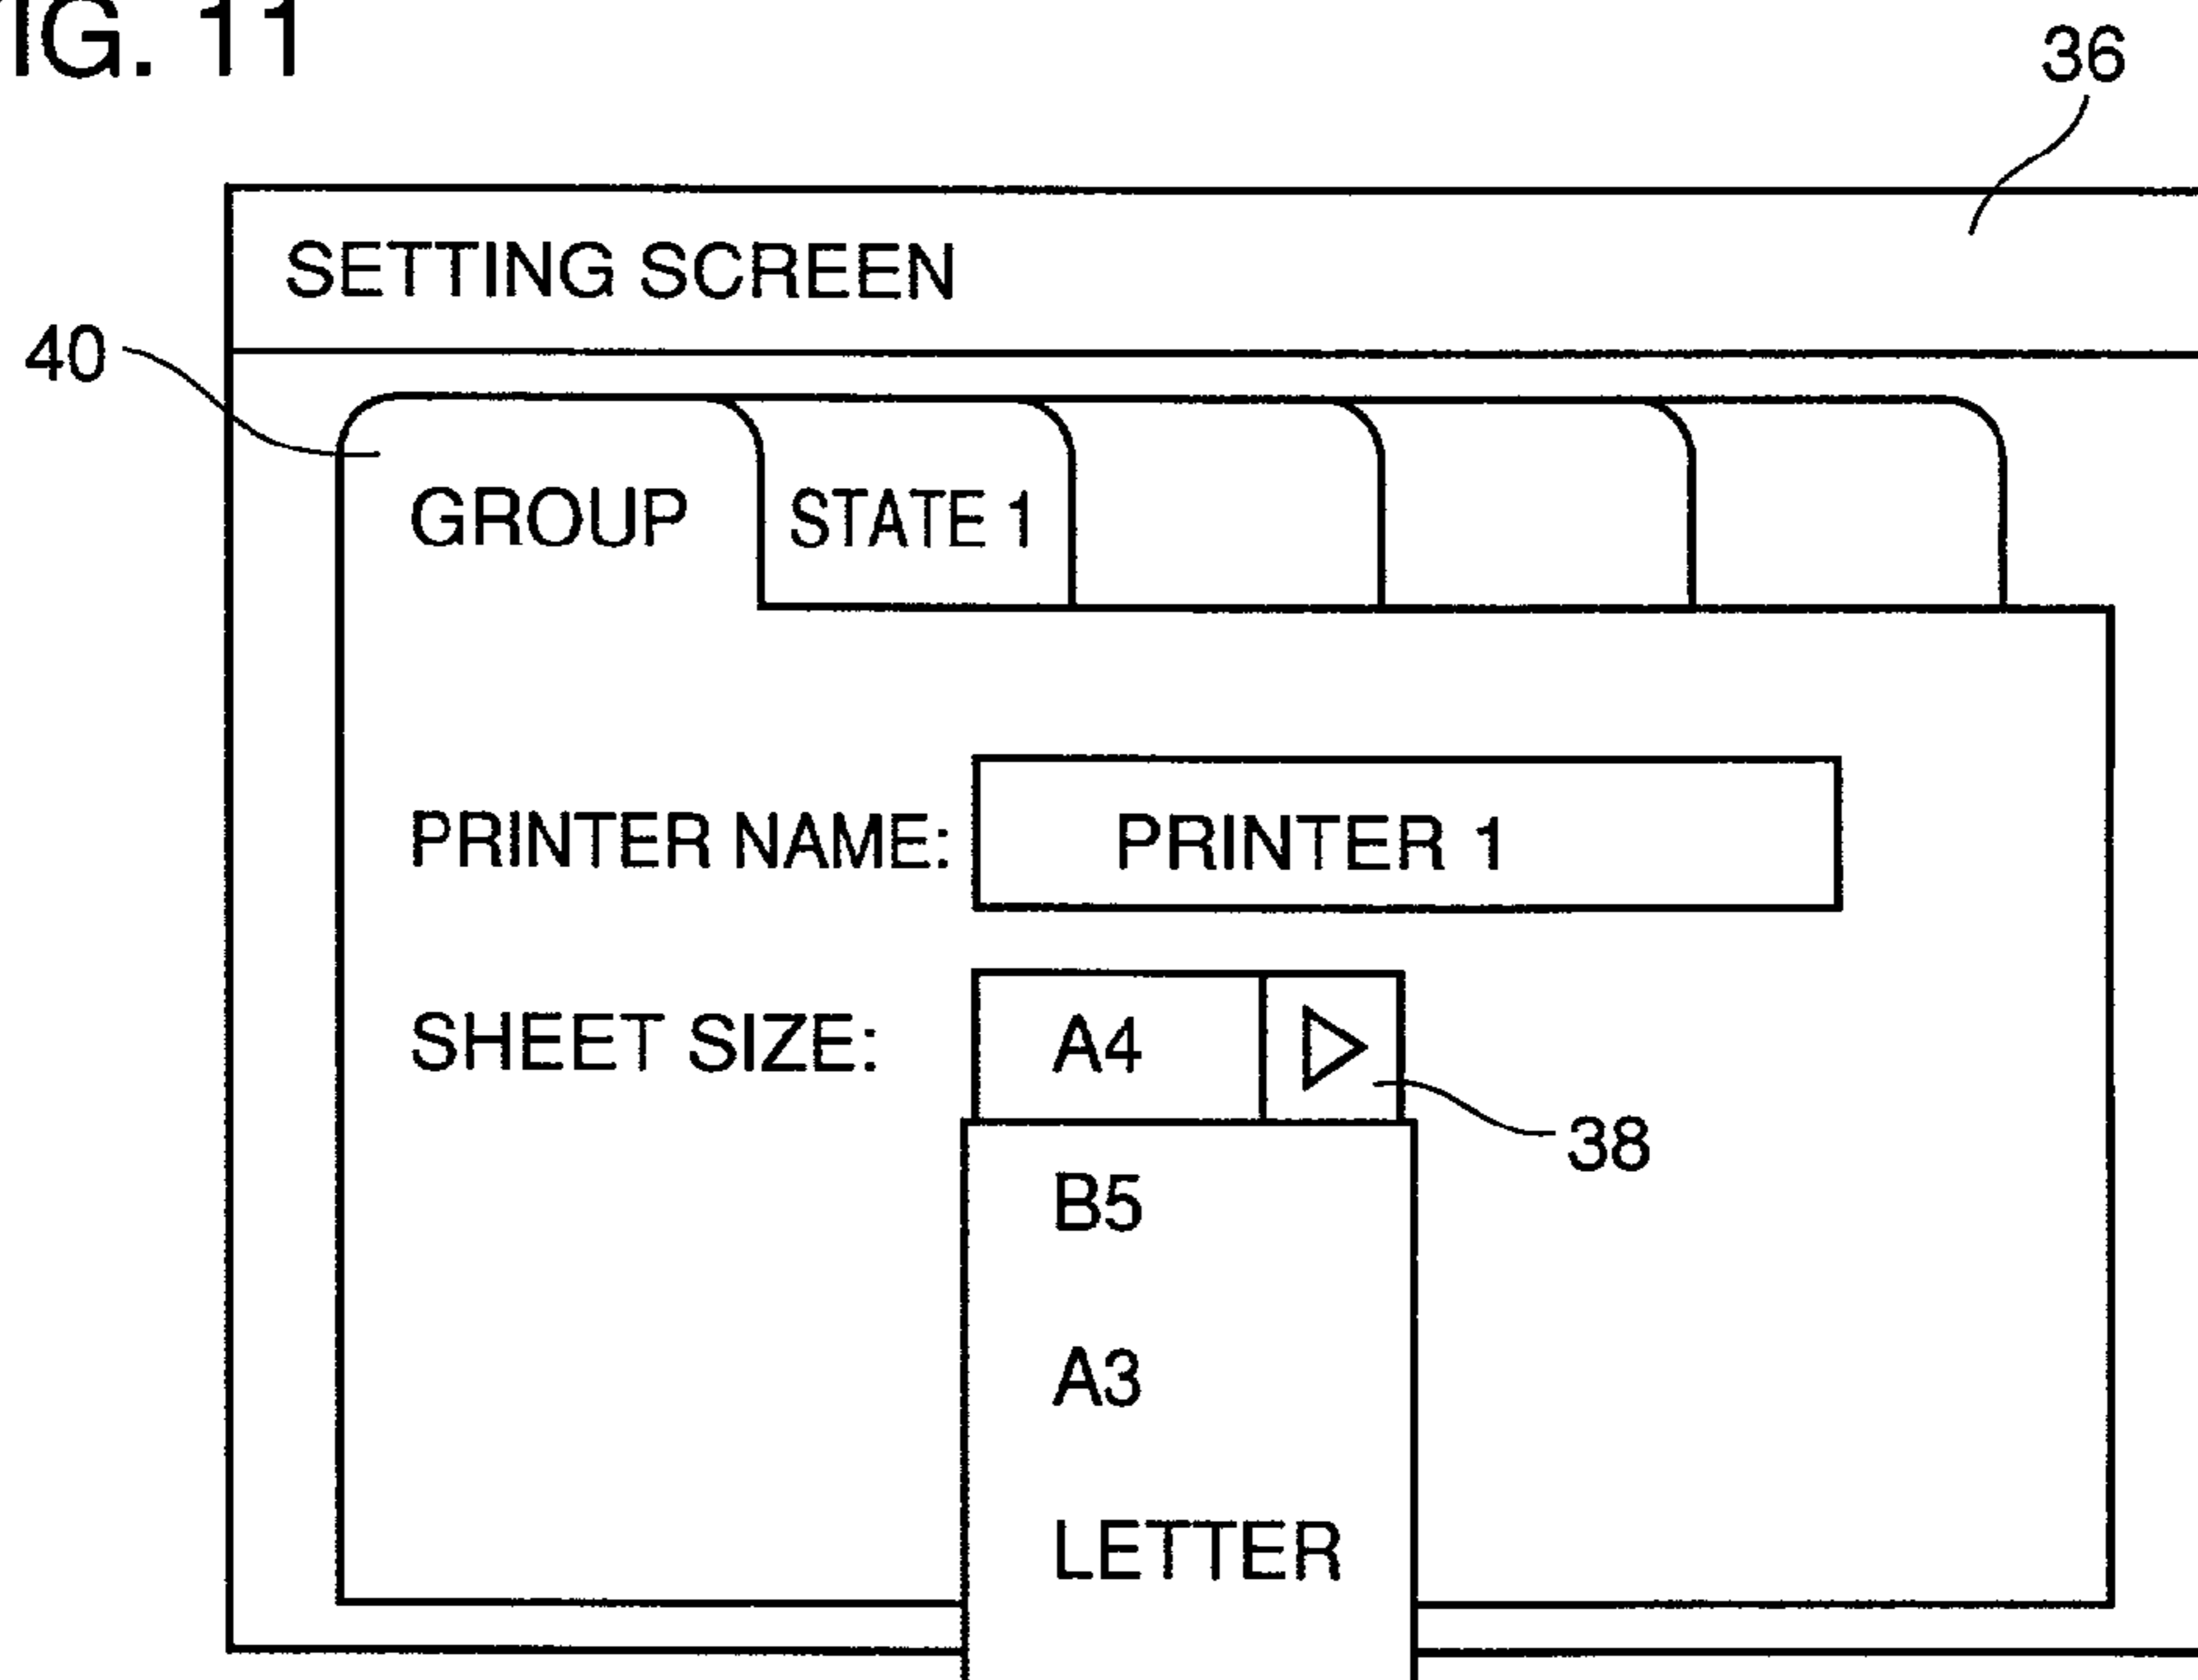 IG. 11
36
SETTING SCREEN
40
GROUP STATE 1
PRINTER NAME: PRINTER 1
SHEET SIZE: A4
38
B5
A3
LETTER